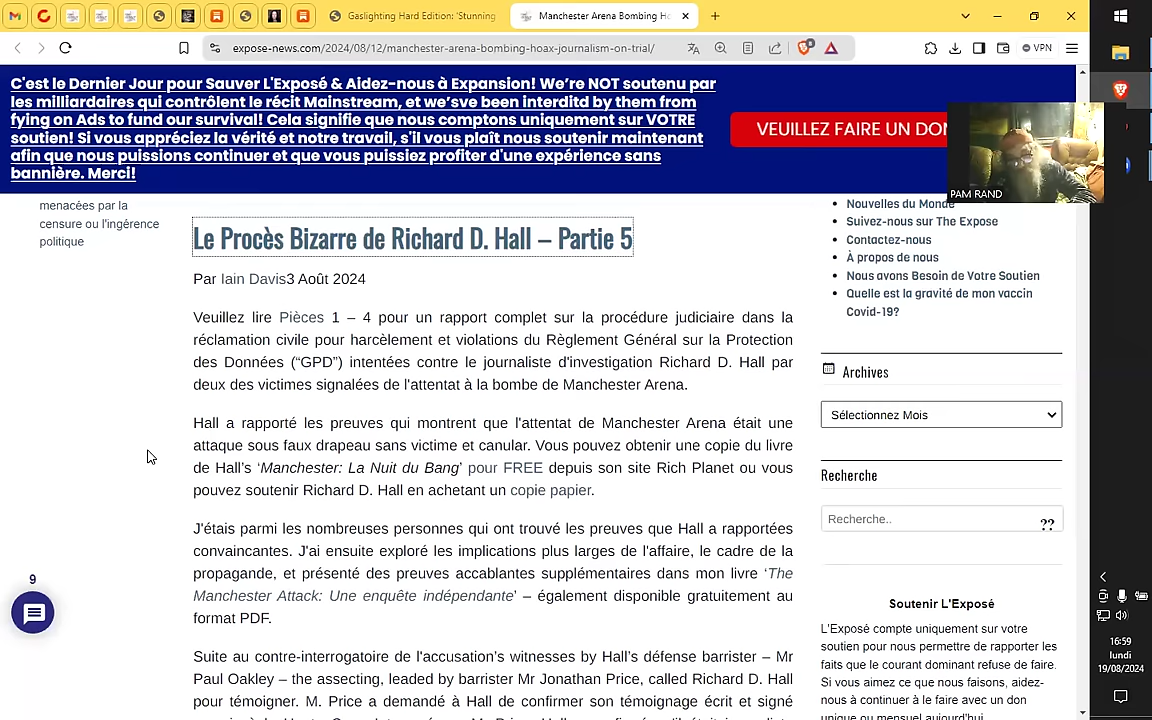 Gaslighting Hard Edition: 'Stunning
Manchester Arena Bombing Ho
expose-news.com/2024/08/12/manchester-arena-bombing-hoax-journalism-on-trial/
VPN
C'est le Dernier Jour pour Sauver L'Exposé & Aidez-nous à Expansion! We're NOT soutenu par
les milliardaires qui contrôlent le récit Mainstream, et we'sve been interditd by them from
fying on Ads to fund our survival! Cela signifie que nous comptons uniquement sur VOTRE
soutien! Si vous appréciez la vérité et notre travail, s'il vous plaît nous soutenir maintenant
afin que nous puissions continuer et que vous puissiez profiter d'une expérience sans
bannière. Merci!
VEUILLEZ FAIRE UN DON
PAM RAND
menacées par la
censure ou l'ingérence
politique
Le Procès Bizarre de Richard D. Hall – Partie 5
Par Iain Davis3 Août 2024
Veuillez lire Pièces 1 – 4 pour un rapport complet sur la procédure judiciaire dans la
réclamation civile pour harcèlement et violations du Règlement Général sur la Protection
des Données (“GPD”) intentées contre le journaliste d'investigation Richard D. Hall par
deux des victimes signalées de l'attentat à la bombe de Manchester Arena.
Hall a rapporté les preuves qui montrent que l'attentat de Manchester Arena était une
attaque sous faux drapeau sans victime et canular. Vous pouvez obtenir une copie du livre
de Hall’s ‘Manchester: La Nuit du Bang’ pour FREE depuis son site Rich Planet ou vous
pouvez soutenir Richard D. Hall en achetant un copie papier.
J'étais parmi les nombreuses personnes qui ont trouvé les preuves que Hall a rapportées
convaincantes. J'ai ensuite exploré les implications plus larges de l'affaire, le cadre de la
propagande, et présenté des preuves accablantes supplémentaires dans mon livre ‘The
Manchester Attack: Une enquête indépendante’ – également disponible gratuitement au
format PDF.
Suite au contre-interrogatoire de l'accusation’s witnesses by Hall’s défense barrister – Mr
Paul Oakley – the assecting, leaded by barrister Mr Jonathan Price, called Richard D. Hall
pour témoigner. M. Price a demandé à Hall de confirmer son témoignage écrit et signé
Nouvelles du Monde
Suivez-nous sur The Expose
Contactez-nous
À propos de nous
Nous avons Besoin de Votre Soutien
Quelle est la gravité de mon vaccin
Covid-19?
Archives
Sélectionnez Mois
Recherche
Recherche..
??
Soutenir L'Exposé
L'Exposé compte uniquement sur votre
soutien pour nous permettre de rapporter les
faits que le courant dominant refuse de faire.
Si vous aimez ce que nous faisons, aidez-
nous à continuer à le faire avec un don
unique ou mensuel aujourd'hui
9
16:59
lundi
19/08/2024